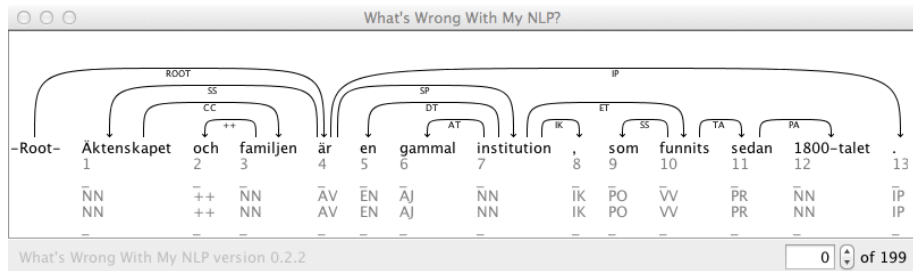 What's Wrong With My NLP?
ROOT IP
SS SP
CC DT ET
++ AT IK SS TA PA
-Root- Äktenskapet och familjen är en gammal institution , som funnits sedan 1800-talet .
1 2 3 4 5 6 7 8 9 10 11 12 13
_ _ _ _ _ _ _ _ _ _ _ _ _
NN ++ NN AV EN AJ NN IK PO VV PR NN IP
NN ++ NN AV EN AJ NN IK PO VV PR NN IP
_ _ _ _ _ _ _ _ _ _ _ _ _
What's Wrong With My NLP version 0.2.2 0 of 199